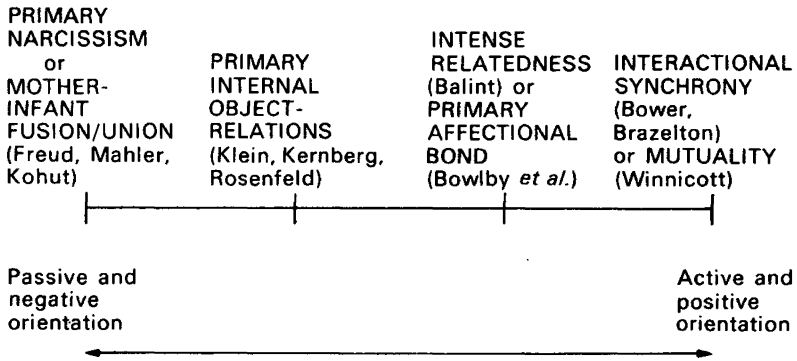 PRIMARY
NARCISSISM
or
MOTHER-
INFANT
FUSION/UNION
(Freud, Mahler,
Kohut)
PRIMARY
INTERNAL
OBJECT-
RELATIONS
(Klein, Kernberg,
Rosenfeld)
INTENSE
RELATEDNESS
(Balint) or
PRIMARY
AFFECTIONAL
BOND
(Bowlby et al.)
INTERACTIONAL
SYNCHRONY
(Bower,
Brazelton)
or MUTUALITY
(Winnicott)
Passive and
negative
orientation
Active and
positive
orientation